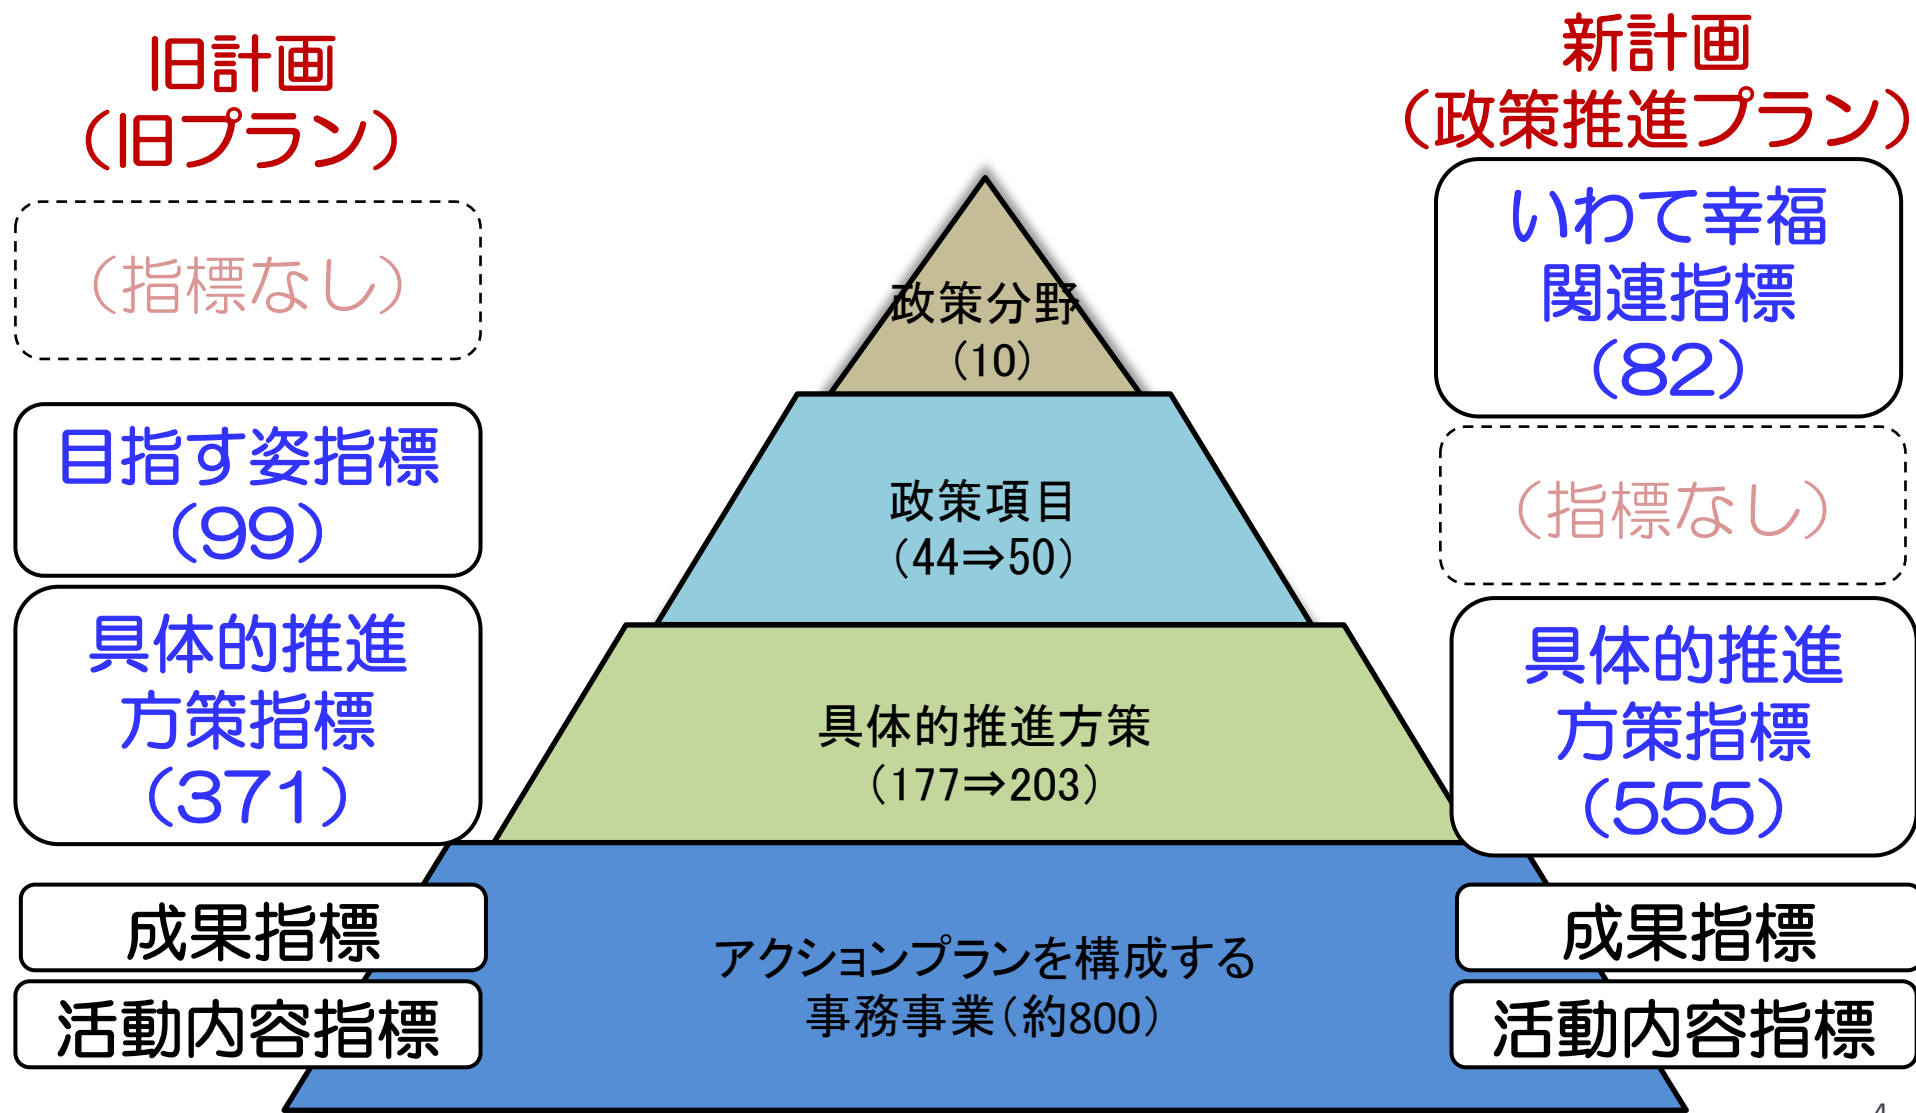 旧計画
（旧プラン）
（指標なし）
目指す姿指標
（99）
具体的推進
方策指標
（371）
成果指標
活動内容指標
政策分野
（10）
政策項目
（44⇒50）
具体的推進方策
（177⇒203）
アクションプランを構成する
事務事業（約800）
新計画
（政策推進プラン）
いわて幸福
関連指標
（82）
（指標なし）
具体的推進
方策指標
（555）
成果指標
活動内容指標
4